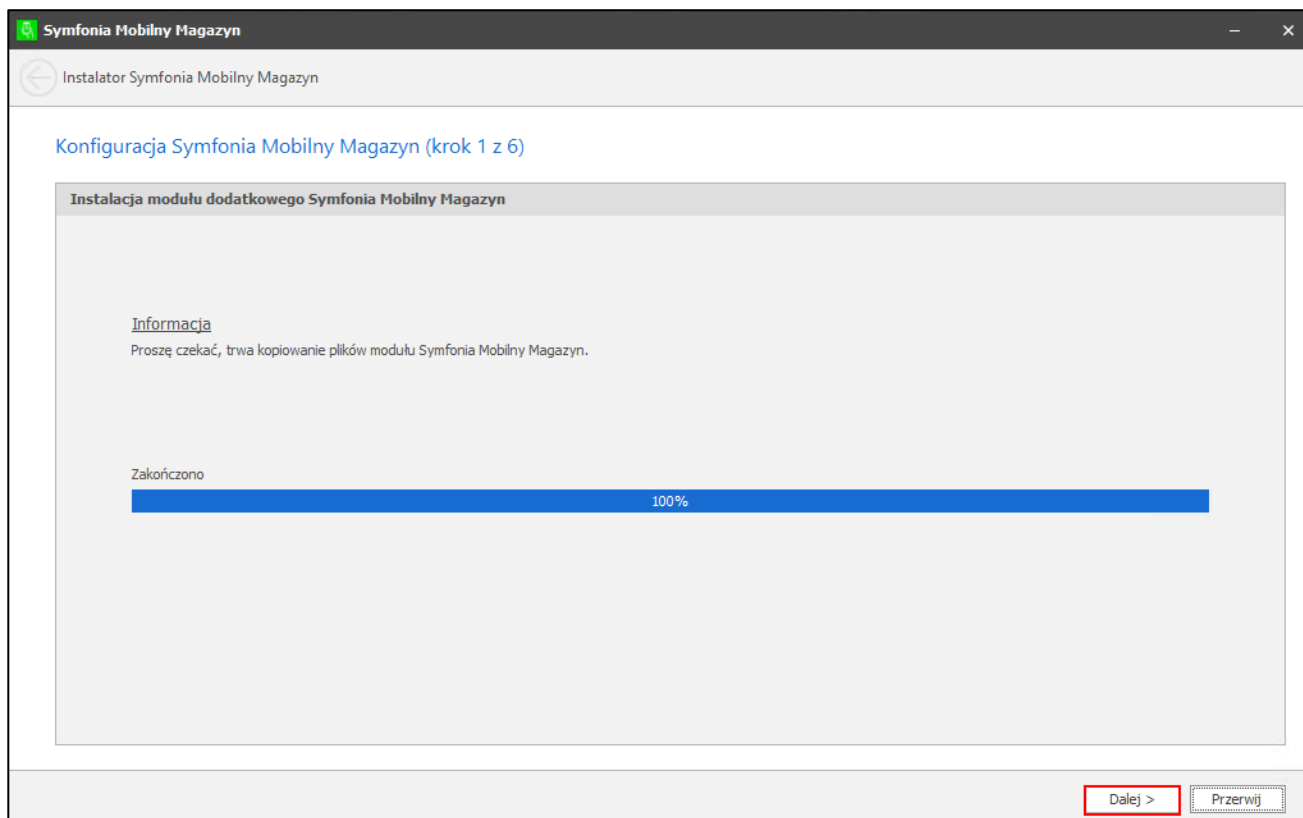 Symfonia Mobilny Magazyn
Instalator Symfonia Mobilny Magazyn
Konfiguracja Symfonia Mobilny Magazyn (krok 1 z 6)
Instalacja modułu dodatkowego Symfonia Mobilny Magazyn
Informacja
Proszę czekać, trwa kopiowanie plików modułu Symfonia Mobilny Magazyn.
Zakończono
100%
Dalej > Przerwij